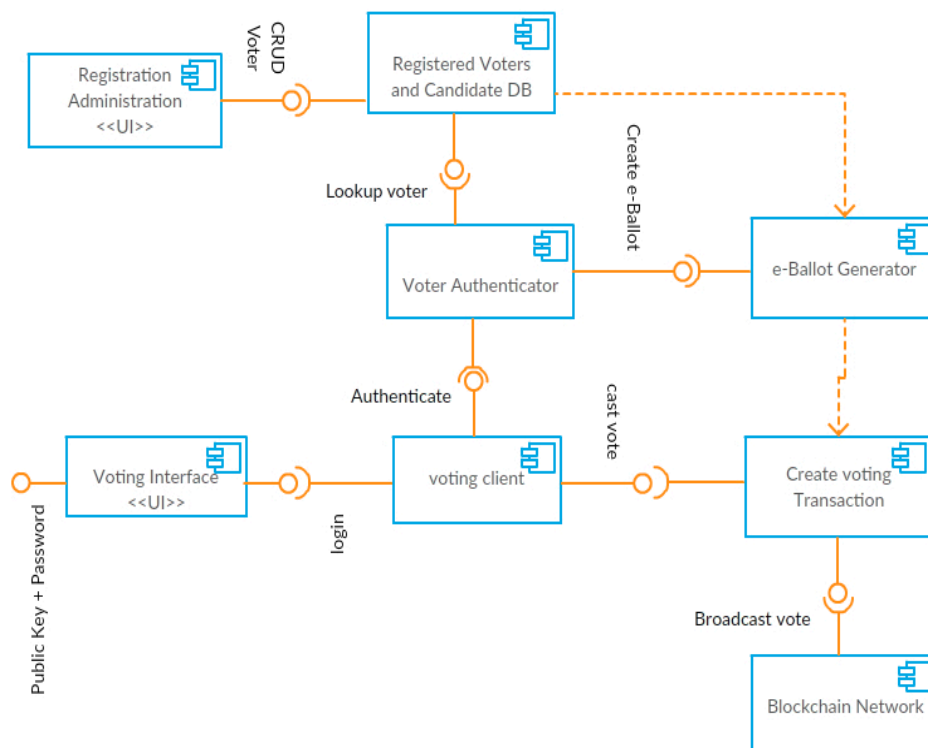 CRUD
Voter
Registration
Administration
<<UI>>
Registered Voters
and Candidate DB
Lookup voter
Create e-Ballot
Voter Authenticator
e-Ballot Generator
Authenticate
cast vote
Voting Interface
<<UI>>
voting client
Create voting
Transaction
login
Public Key + Password
Broadcast vote
Blockchain Network